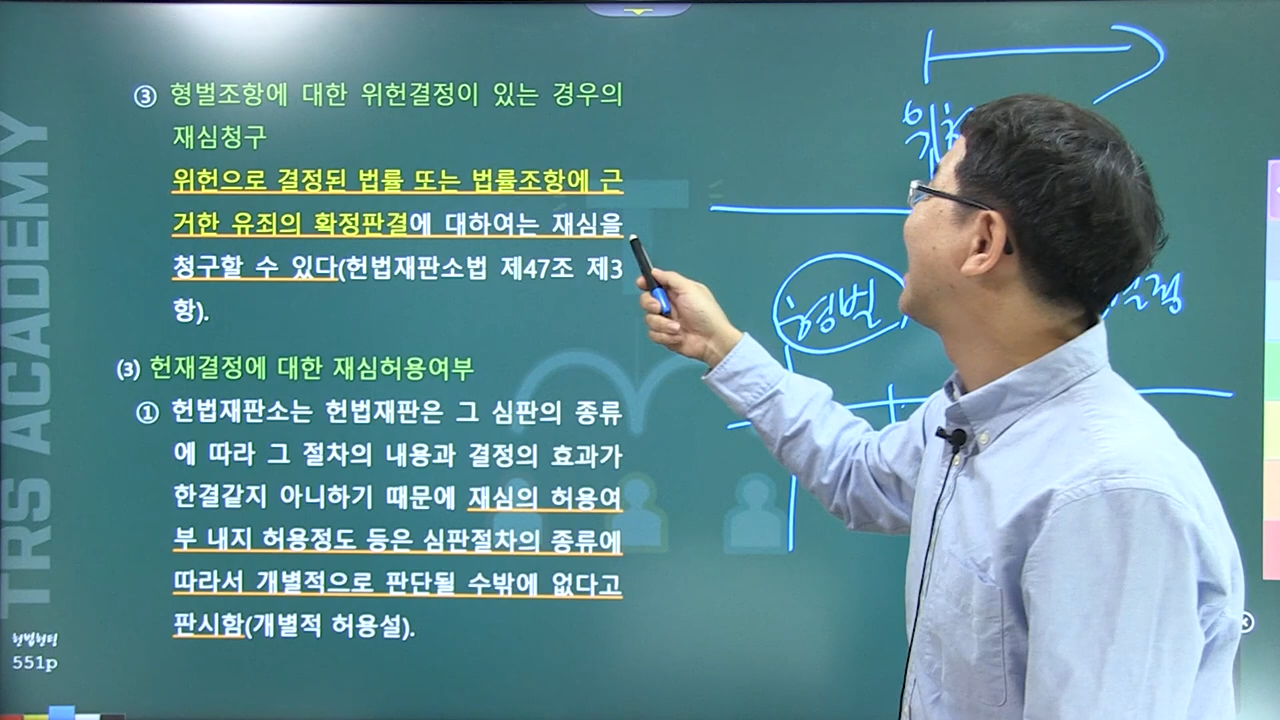 ③ 형벌조항에 대한 위헌결정이 있는 경우의
재심청구
위헌으로 결정된 법률 또는 법률조항에 근
거한 유죄의 확정판결에 대하여는 재심을
청구할 수 있다(헌법재판소법 제47조 제3
항).
(3) 헌재결정에 대한 재심허용여부
① 헌법재판소는 헌법재판은 그 심판의 종류
에 따라 그 절차의 내용과 결정의 효과가
한결같지 아니하기 때문에 재심의 허용여
부 내지 허용정도 등은 심판절차의 종류에
따라서 개별적으로 판단될 수밖에 없다고
판시함(개별적 허용설).
551p
TRS ACADEMY
형벌